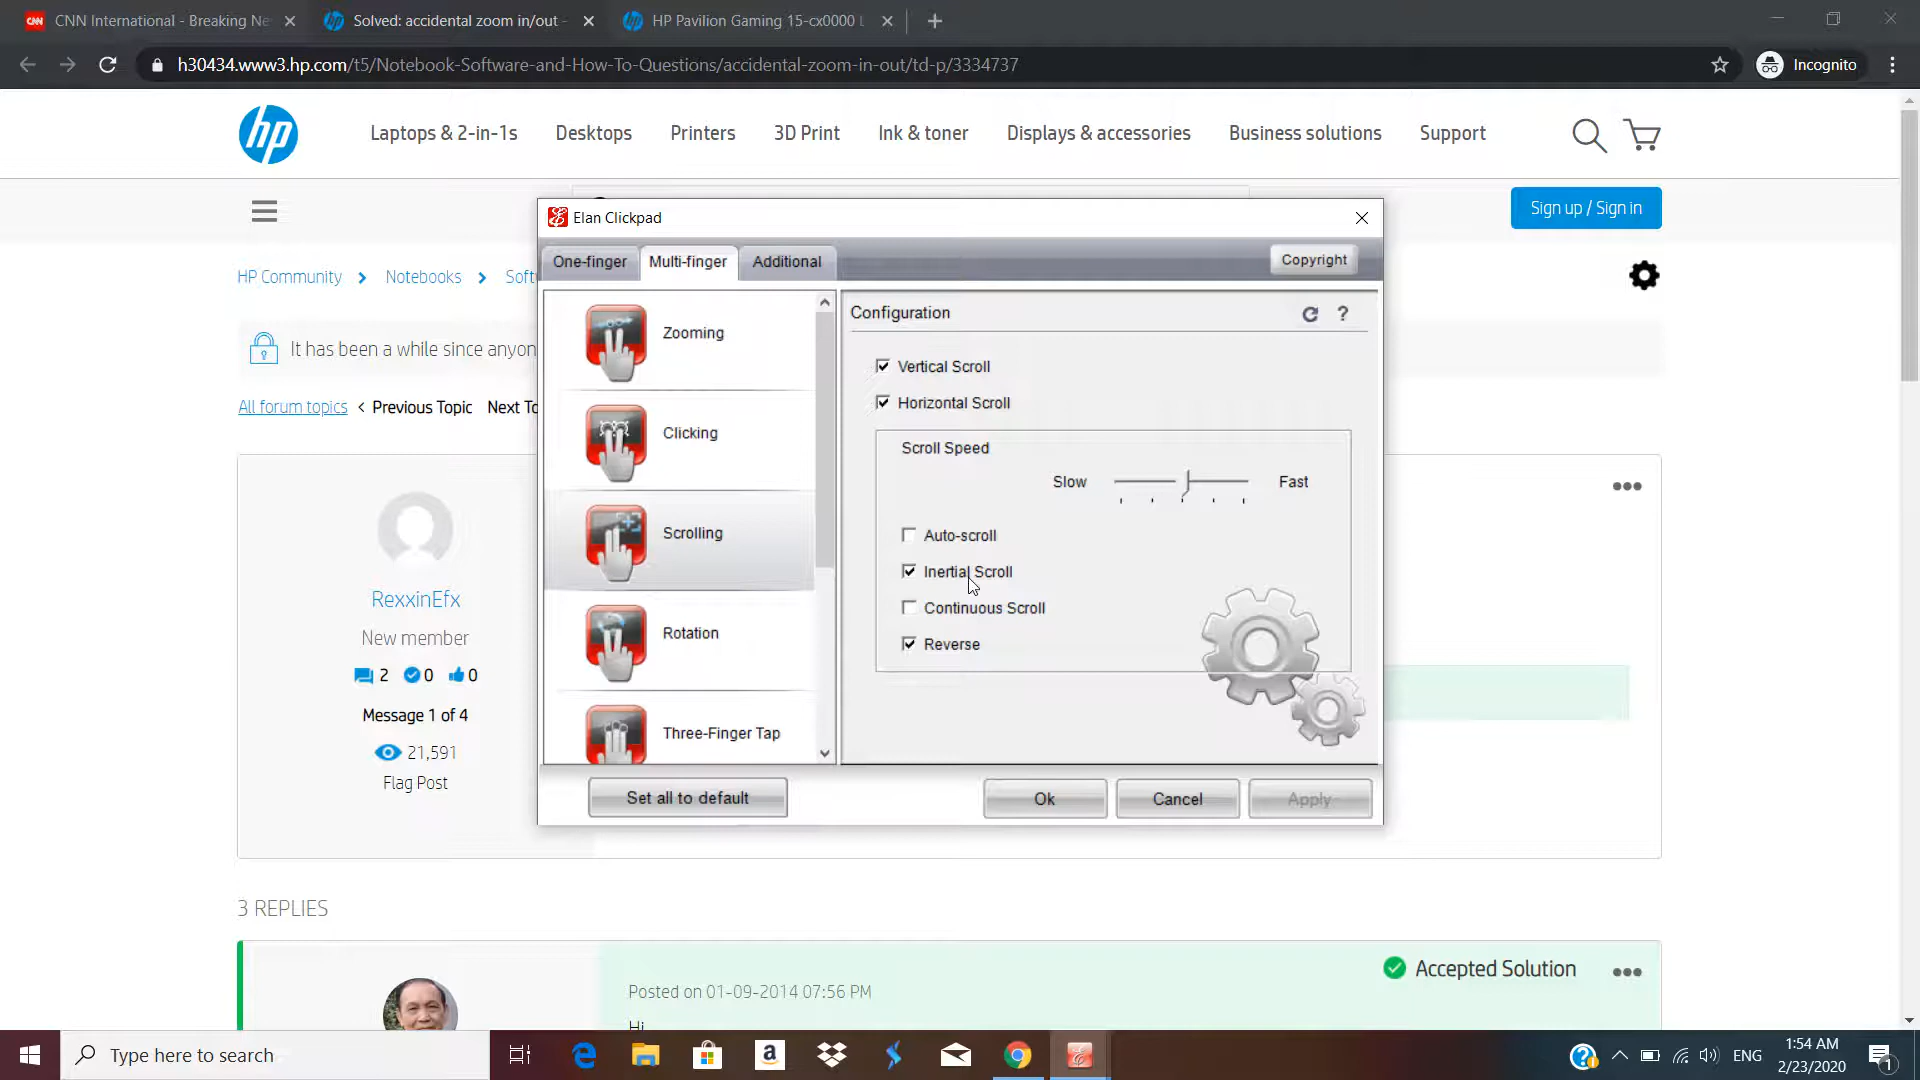 CNN International - Breaking Ne
Solved: accidental zoom in/out -
HP Pavilion Gaming 15-cx0000 L
h30434.www3.hp.com/t5/Notebook-Software-and-How-To-Questions/accidental-zoom-in-out/td-p/3334737
Incognito
hp
Laptops & 2-in-1s
Desktops
Printers
3D Print
Ink & toner
Displays & accessories
Business solutions
Support
Sign up / Sign in
HP Community
Notebooks
Soft
It has been a while since anyon
All forum topics
Previous Topic
Next To
RexxinEfx
New member
2
0
0
Message 1 of 4
21,591
Flag Post
Elan Clickpad
One-finger
Multi-finger
Additional
Copyright
Zooming
Clicking
Scrolling
Rotation
Three-Finger Tap
Configuration
?
Vertical Scroll
Horizontal Scroll
Scroll Speed
Slow
Fast
Auto-scroll
Inertial Scroll
Continuous Scroll
Reverse
Set all to default
Ok
Cancel
Apply
3 REPLIES
Accepted Solution
Posted on 01-09-2014 07:56 PM
Hi
Type here to search
ENG
1:54 AM
2/23/2020
1